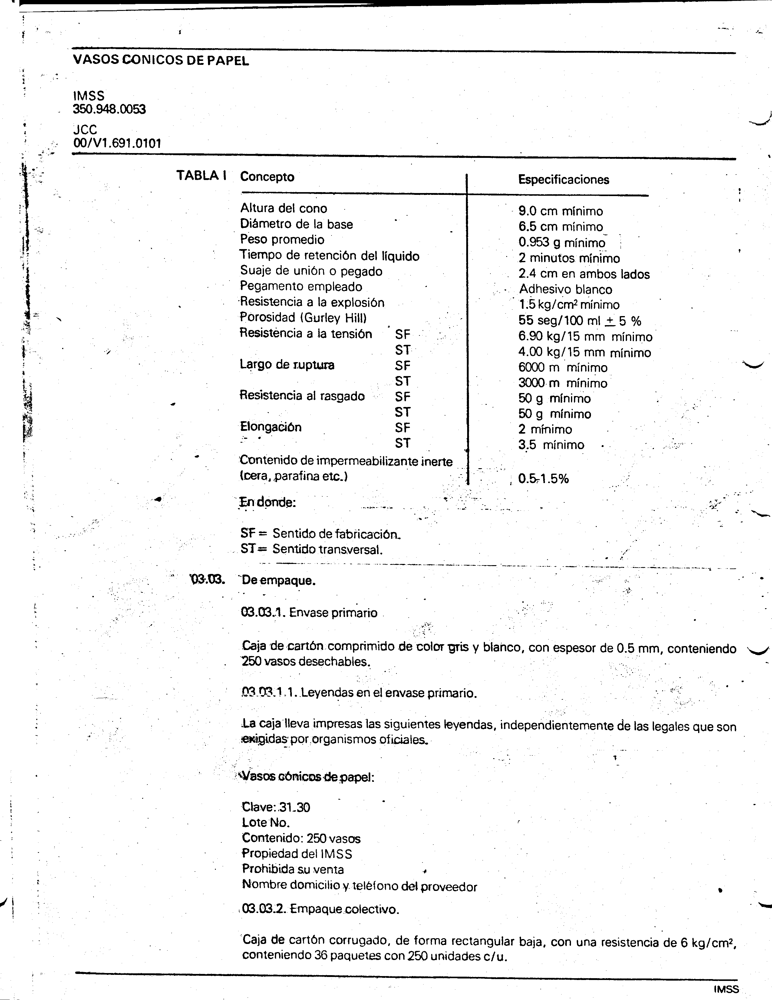 VASOS CONICOS DE PAPEL
IMSS
350.948.0053
JCC
00/V1.691.0101
TABLA I Concepto Especificaciones
Altura del cono 9.0 cm mínimo
Diámetro de la base 6.5 cm mínimo
Peso promedio 0.953 g mínimo
Tiempo de retención del líquido 2 minutos mínimo
Suaje de unión o pegado 2.4 cm en ambos lados
Pegamento empleado Adhesivo blanco
Resistencia a la explosión 1.5 kg/cm² mínimo
Porosidad (Gurley Hill) 55 seg/100 ml ± 5 %
Resistencia a la tensión SF 6.90 kg/15 mm mínimo
ST 4.00 kg/15 mm mínimo
Largo de ruptura SF 6000 m mínimo
ST 3000 m mínimo
Resistencia al rasgado SF 50 g mínimo
ST 50 g mínimo
Elongación SF 2 mínimo
ST 3.5 mínimo
Contenido de impermeabilizante inerte
(cera, parafina etc.) 0.5-1.5%
En donde:
SF = Sentido de fabricación.
ST = Sentido transversal.
03.03. De empaque.
03.03.1. Envase primario
Caja de cartón comprimido de color gris y blanco, con espesor de 0.5 mm, conteniendo
250 vasos desechables.
03.03.1.1. Leyendas en el envase primario.
La caja lleva impresas las siguientes leyendas, independientemente de las legales que son
exigidas por organismos oficiales.
Vasos cónicos de papel:
Clave: 31.30
Lote No.
Contenido: 250 vasos
Propiedad del IMSS
Prohibida su venta
Nombre domicilio y teléfono del proveedor
03.03.2. Empaque colectivo.
Caja de cartón corrugado, de forma rectangular baja, con una resistencia de 6 kg/cm²,
conteniendo 36 paquetes con 250 unidades c/u.
IMSS